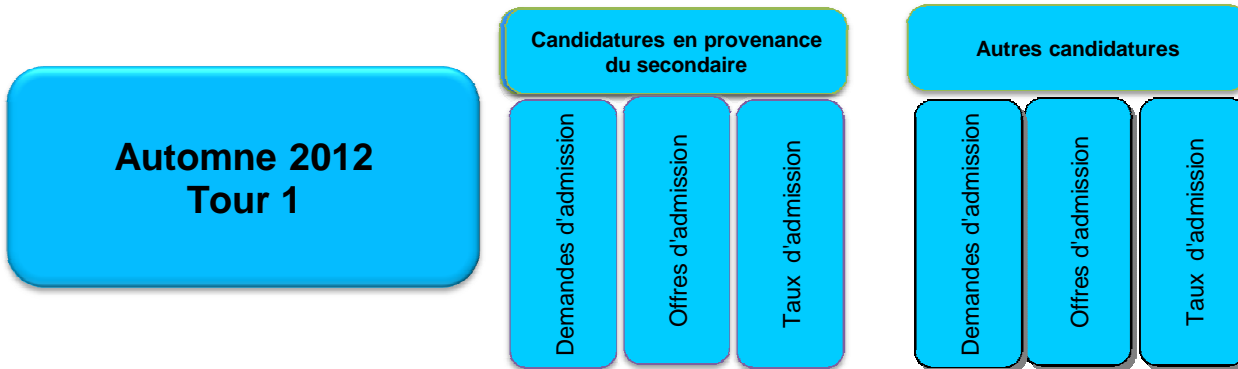 Automne 2012
Tour 1
Candidatures en provenance
du secondaire
Demandes d'admission
Offres d'admission
Taux d'admission
Autres candidatures
Demandes d'admission
Offres d'admission
Taux d'admission